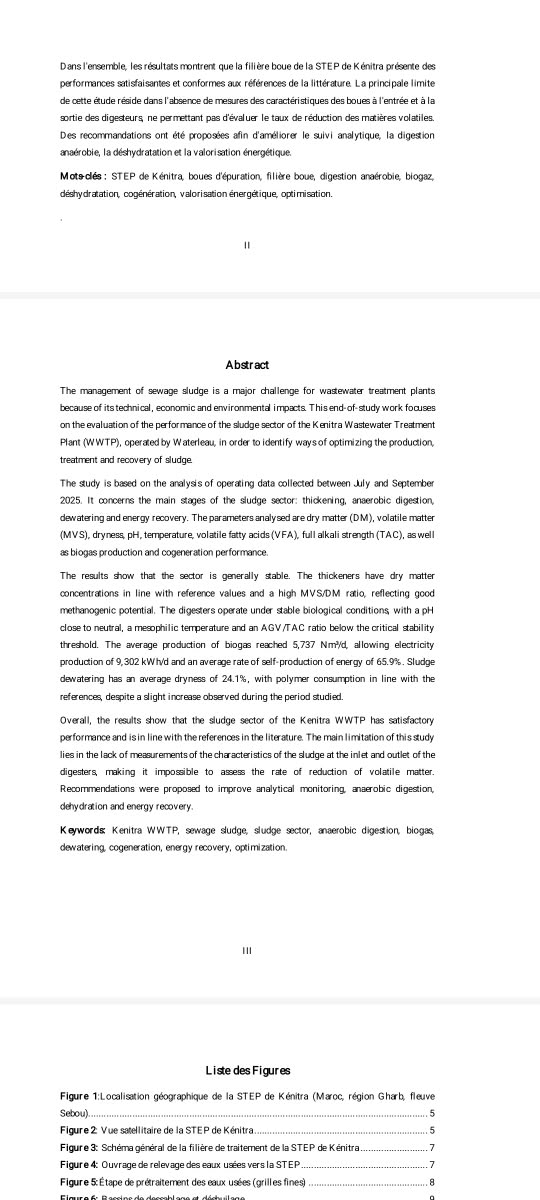 Dans l'ensemble, les résultats montrent que la filière boue de la STEP de Kénitra présente des
performances satisfaisantes et conformes aux références de la littérature. La principale limite
de cette étude réside dans l'absence de mesures des caractéristiques des boues à l'entrée et à la
sortie des digesteurs, ne permettant pas d'évaluer le taux de réduction des matières volatiles.
Des recommandations ont été proposées afin d'améliorer le suivi analytique, la digestion
anaérobie, la déshydratation et la valorisation énergétique.
Mots-clés : STEP de Kénitra, boues d'épuration, filière boue, digestion anaérobie, biogaz,
déshydratation, cogénération, valorisation énergétique, optimisation.
.
II
Abstract
The management of sewage sludge is a major challenge for wastewater treatment plants
because of its technical, economic and environmental impacts. This end-of-study work focuses
on the evaluation of the performance of the sludge sector of the Kenitra Wastewater Treatment
Plant (WWTP), operated by Waterleau, in order to identify ways of optimizing the production,
treatment and recovery of sludge.
The study is based on the analysis of operating data collected between July and September
2025. It concerns the main stages of the sludge sector: thickening, anaerobic digestion,
dewatering and energy recovery. The parameters analysed are dry matter (DM), volatile matter
(MVS), dryness, pH, temperature, volatile fatty acids (VFA), full alkali strength (TAC), as well
as biogas production and cogeneration performance.
The results show that the sector is generally stable. The thickeners have dry matter
concentrations in line with reference values and a high MVS/DM ratio, reflecting good
methanogenic potential. The digesters operate under stable biological conditions, with a pH
close to neutral, a mesophilic temperature and an AGV/TAC ratio below the critical stability
threshold. The average production of biogas reached 5,737 Nm³/d, allowing electricity
production of 9,302 kWh/d and an average rate of self-production of energy of 65.9%. Sludge
dewatering has an average dryness of 24.1%, with polymer consumption in line with the
references, despite a slight increase observed during the period studied.
Overall, the results show that the sludge sector of the Kenitra WWTP has satisfactory
performance and is in line with the references in the literature. The main limitation of this study
lies in the lack of measurements of the characteristics of the sludge at the inlet and outlet of the
digesters, making it impossible to assess the rate of reduction of volatile matter.
Recommendations were proposed to improve analytical monitoring, anaerobic digestion,
dehydration and energy recovery.
Keywords: Kenitra WWTP, sewage sludge, sludge sector, anaerobic digestion, biogas,
dewatering, cogeneration, energy recovery, optimization.
III
Liste des Figures
Figure 1:Localisation géographique de la STEP de Kénitra (Maroc, région Gharb, fleuve
Sebou)........................................ 5
Figure 2: Vue satellitaire de la STEP de Kénitra........................................ 5
Figure 3: Schéma général de la filière de traitement de la STEP de Kénitra.................... 7
Figure 4: Ouvrage de relevage des eaux usées vers la STEP.............................. 7
Figure 5:Étape de prétraitement des eaux usées (grilles fines) .............................. 8
Figure 6: Bassins de dessablage et déshuilage........................................ 9